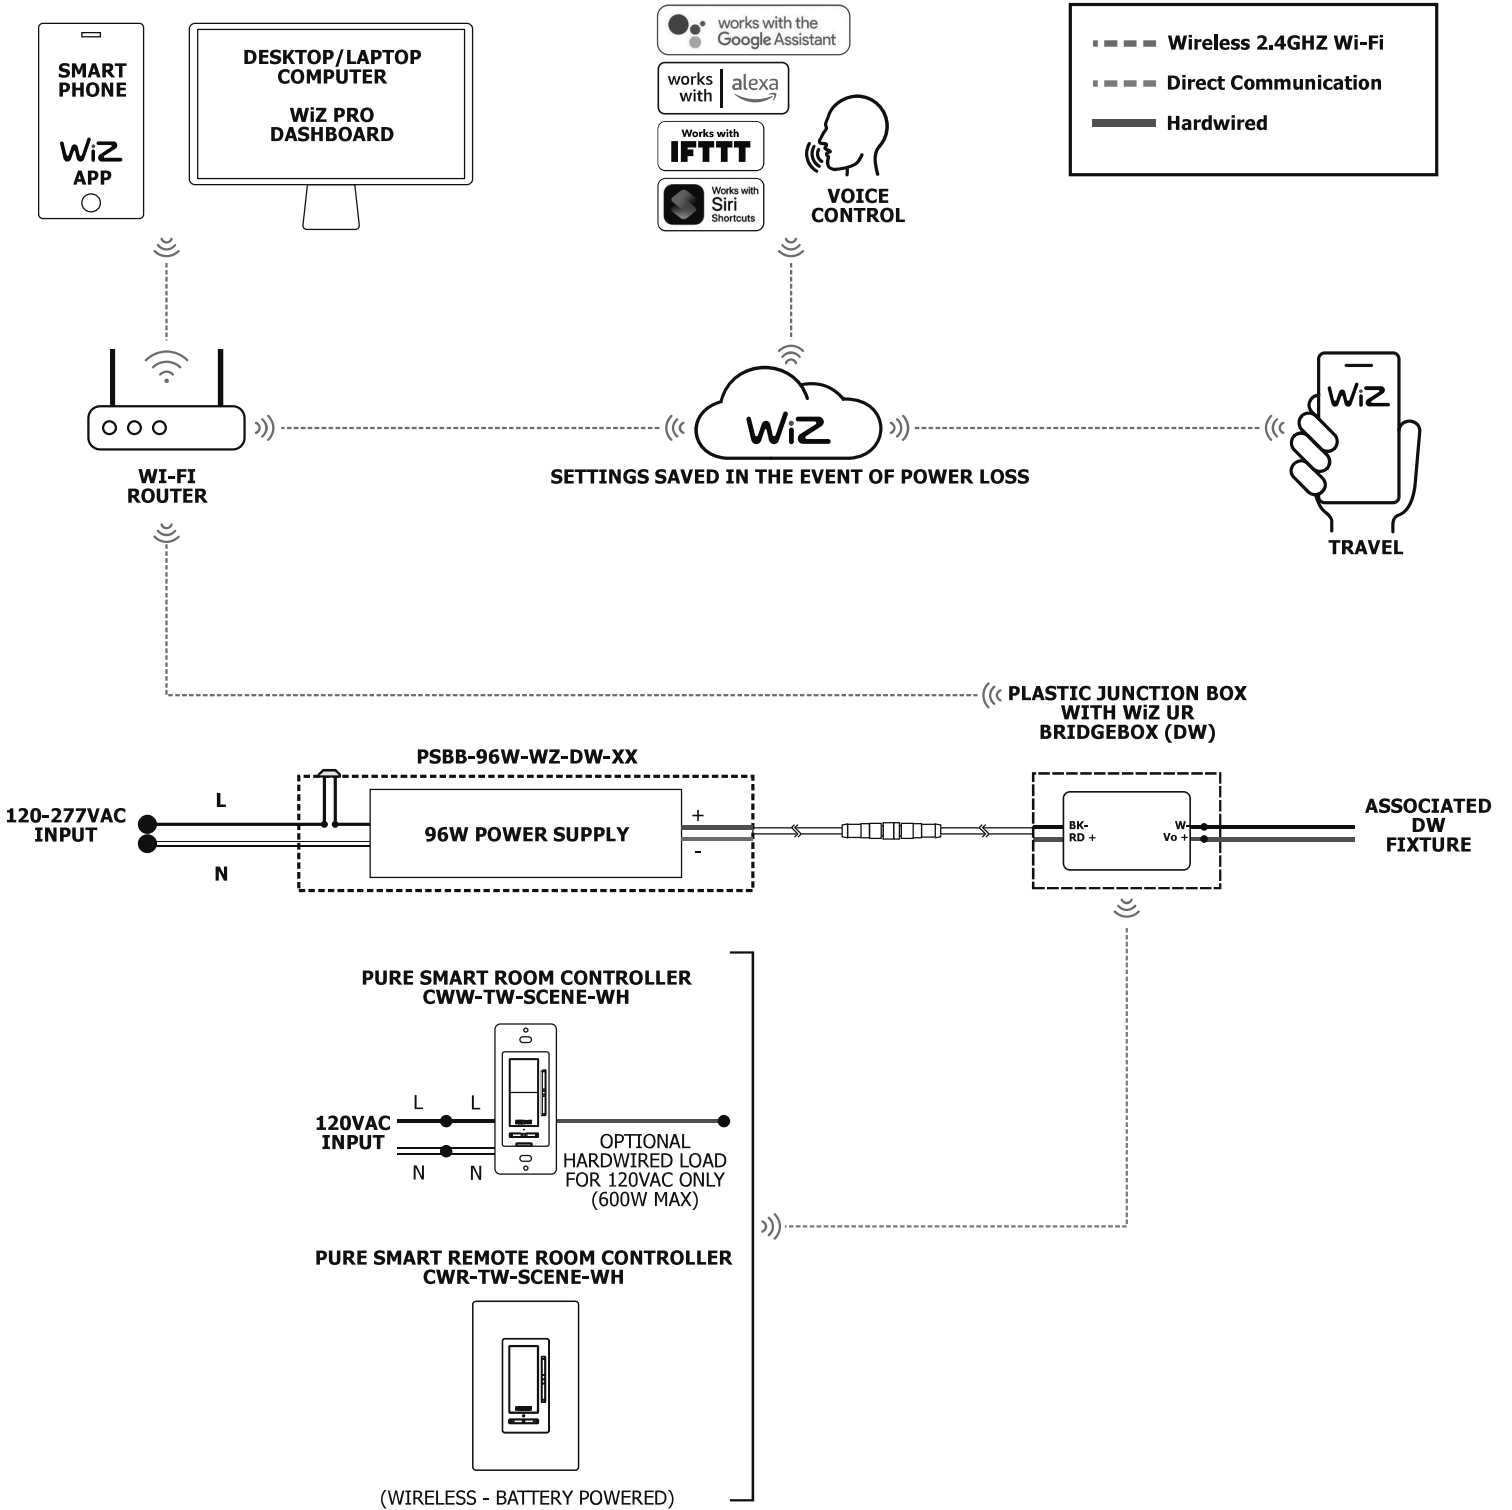 SMART
PHONE
WiZ
APP
DESKTOP/LAPTOP
COMPUTER
WiZ PRO
DASHBOARD
works with the
Google Assistant
works
with
alexa
Works with
IFTTT
Works with
Siri
Shortcuts
VOICE
CONTROL
Wireless 2.4GHZ Wi-Fi
Direct Communication
Hardwired
WI-FI
ROUTER
WiZ
SETTINGS SAVED IN THE EVENT OF POWER LOSS
WiZ
TRAVEL
PLASTIC JUNCTION BOX
WITH WiZ UR
BRIDGEBOX (DW)
PSBB-96W-WZ-DW-XX
120-277VAC
INPUT
L
N
96W POWER SUPPLY
+
-
BK-
RD +
W-
Vo +
ASSOCIATED
DW
FIXTURE
PURE SMART ROOM CONTROLLER
CWW-TW-SCENE-WH
120VAC
INPUT
L L
N N
OPTIONAL
HARDWIRED LOAD
FOR 120VAC ONLY
(600W MAX)
PURE SMART REMOTE ROOM CONTROLLER
CWR-TW-SCENE-WH
(WIRELESS - BATTERY POWERED)